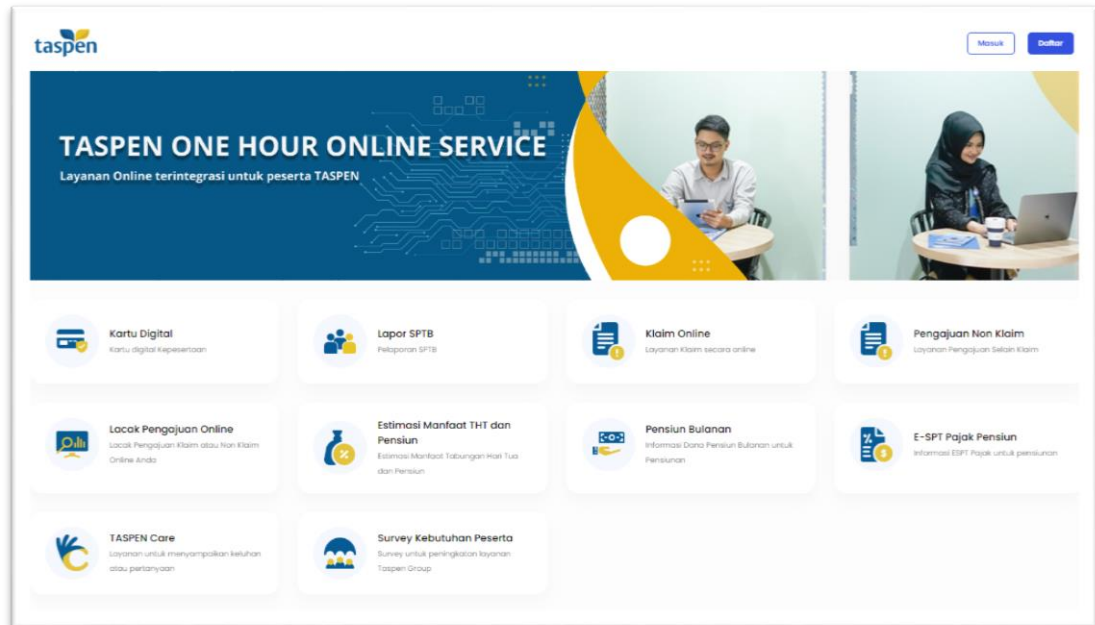 taspen
Masuk
Daftar
TASPEN ONE HOUR ONLINE SERVICE
Layanan Online terintegrasi untuk peserta TASPEN
Kartu Digital
Kartu digital Kepesertaan
Lapor SPTB
Pelaporan SPTB
Klaim Online
Layanan Klaim secara online
Pengajuan Non Klaim
Layanan Pengajuan Selain Klaim
Lacak Pengajuan Online
Lacak Pengajuan Klaim atau Non Klaim
Online Anda
Estimasi Manfaat THT dan
Pensiun
Estimasi Manfaat Tabungan Hari Tua
dan Pensiun
Pensiun Bulanan
Informasi Dana Pensiun Bulanan untuk
Pensiunan
E-SPT Pajak Pensiun
Informasi ESPT Pajak untuk pensiunan
TASPEN Care
Layanan untuk menyampaikan keluhan
atau pertanyaan
Survey Kebutuhan Peserta
Survey untuk peningkatan layanan
Taspen Group